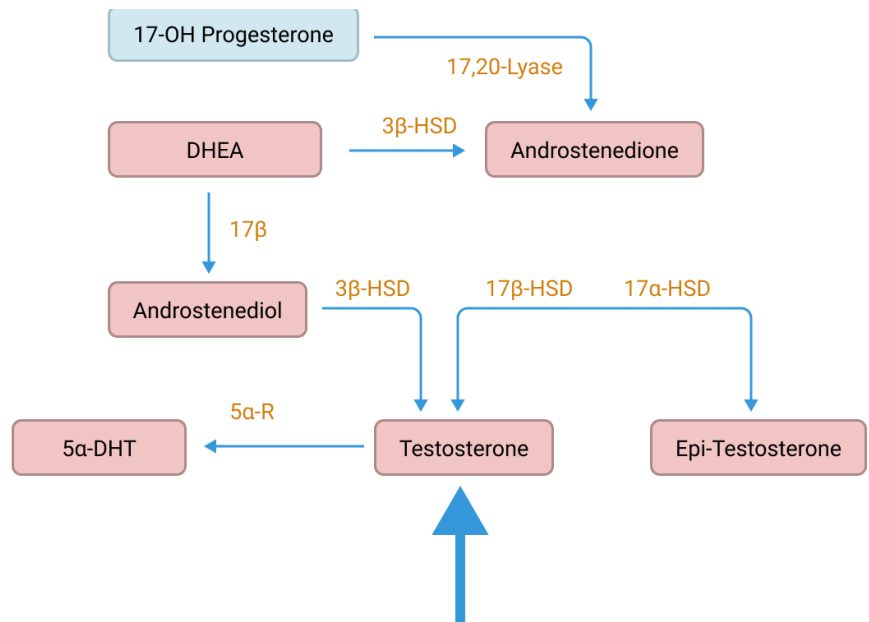 17-OH Progesterone
17,20-Lyase
3β-HSD
DHEA
Androstenedione
17β
3β-HSD
17β-HSD
17α-HSD
Androstenediol
5α-R
5α-DHT
Testosterone
Epi-Testosterone